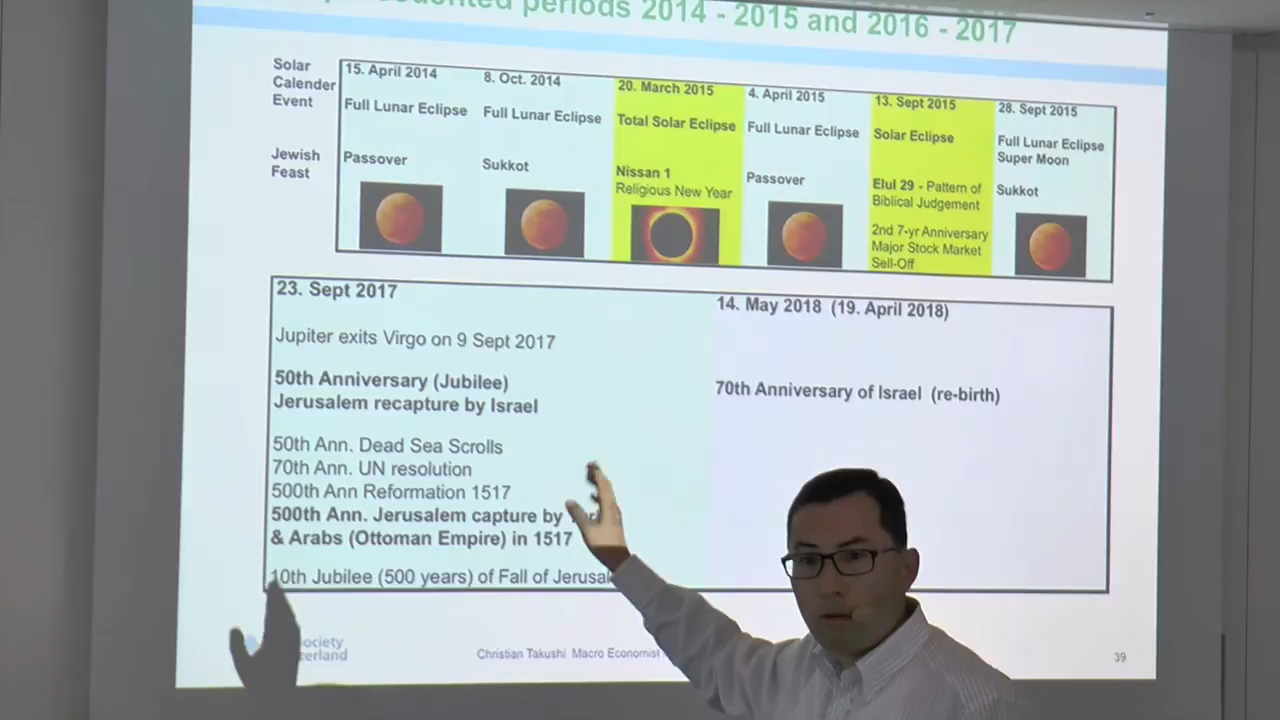 periods 2014 - 2015 and 2016 - 2017
Solar
Calender
Event
15. April 2014
Full Lunar Eclipse
8. Oct. 2014
Full Lunar Eclipse
20. March 2015
Total Solar Eclipse
4. April 2015
Full Lunar Eclipse
13. Sept 2015
Solar Eclipse
28. Sept 2015
Full Lunar Eclipse
Super Moon
Jewish
Feast
Passover
Sukkot
Nissan 1
Religious New Year
Passover
Elul 29 - Pattern of
Biblical Judgement
2nd 7-yr Anniversary
Major Stock Market
Sell-Off
Sukkot
23. Sept 2017
Jupiter exits Virgo on 9 Sept 2017
50th Anniversary (Jubilee)
Jerusalem recapture by Israel
50th Ann. Dead Sea Scrolls
70th Ann. UN resolution
500th Ann Reformation 1517
500th Ann. Jerusalem capture by
& Arabs (Ottoman Empire) in 1517
10th Jubilee (500 years) of Fall of
14. May 2018 (19. April 2018)
70th Anniversary of Israel (re-birth)
Christian Takushi Macro Economist
39